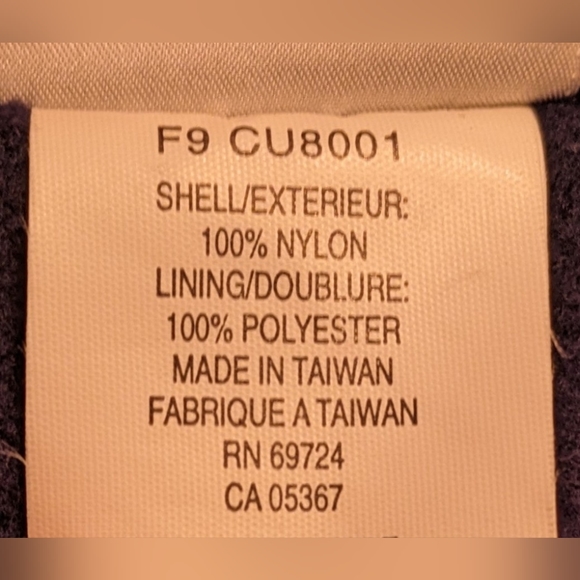 F9 CU8001
SHELL/EXTERIEUR:
100% NYLON
LINING/DOUBLURE:
100% POLYESTER
MADE IN TAIWAN
FABRIQUE A TAIWAN
RN 69724
CA 05367